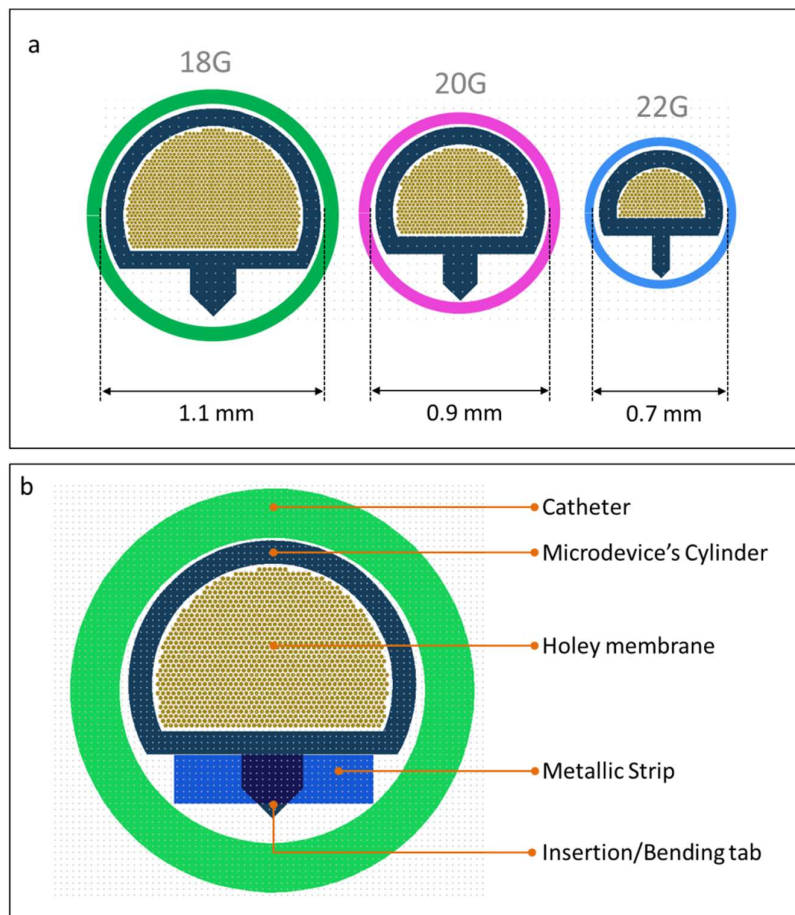 a
18G
20G
22G
1.1 mm
0.9 mm
0.7 mm
b
Catheter
Microdevice's Cylinder
Holey membrane
Metallic Strip
Insertion/Bending tab